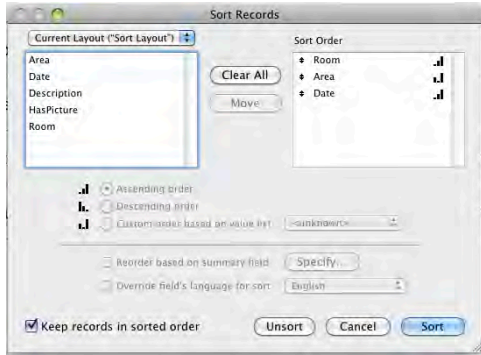 Sort Records
Current Layout ("Sort Layout")
Sort Order
Area
Date
Description
HasPicture
Room
Clear All
Move
Room
Area
Date
Ascending order
Descending order
Custom order based on value list
<unknown>
Reorder based on summary field
Specify...
Override field's language for sort
English
Keep records in sorted order
Unsort
Cancel
Sort